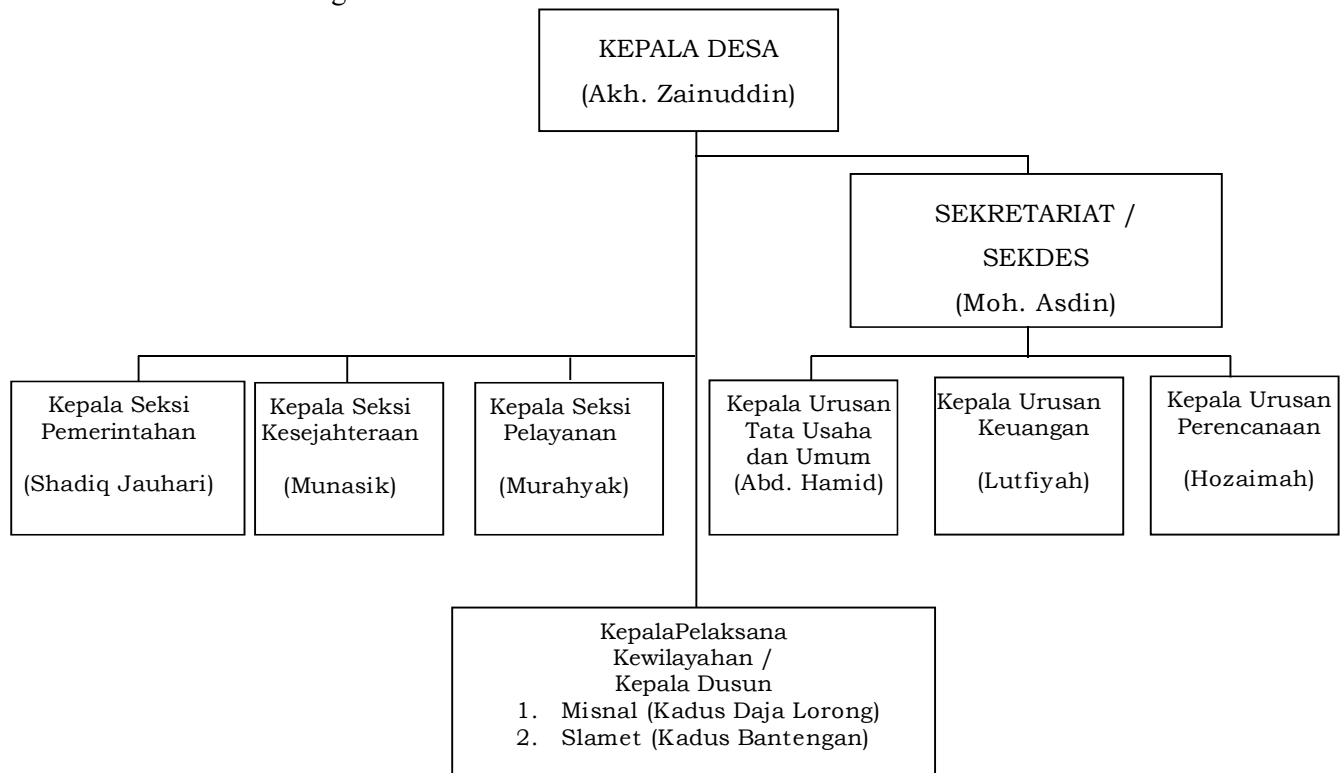 KEPALA DESA
(Akh. Zainuddin)
SEKRETARIAT /
SEKDES
(Moh. Asdin)
Kepala Seksi
Pemerintahan
(Shadiq Jauhari)
Kepala Seksi
Kesejahteraan
(Munasik)
Kepala Seksi
Pelayanan
(Murahyak)
Kepala Urusan
Tata Usaha
dan Umum
(Abd. Hamid)
Kepala Urusan
Keuangan
(Lutfiyah)
Kepala Urusan
Perencanaan
(Hozaimah)
KepalaPelaksana
Kewilayahan /
Kepala Dusun
1. Misnal (Kadus Daja Lorong)
2. Slamet (Kadus Bantengan)